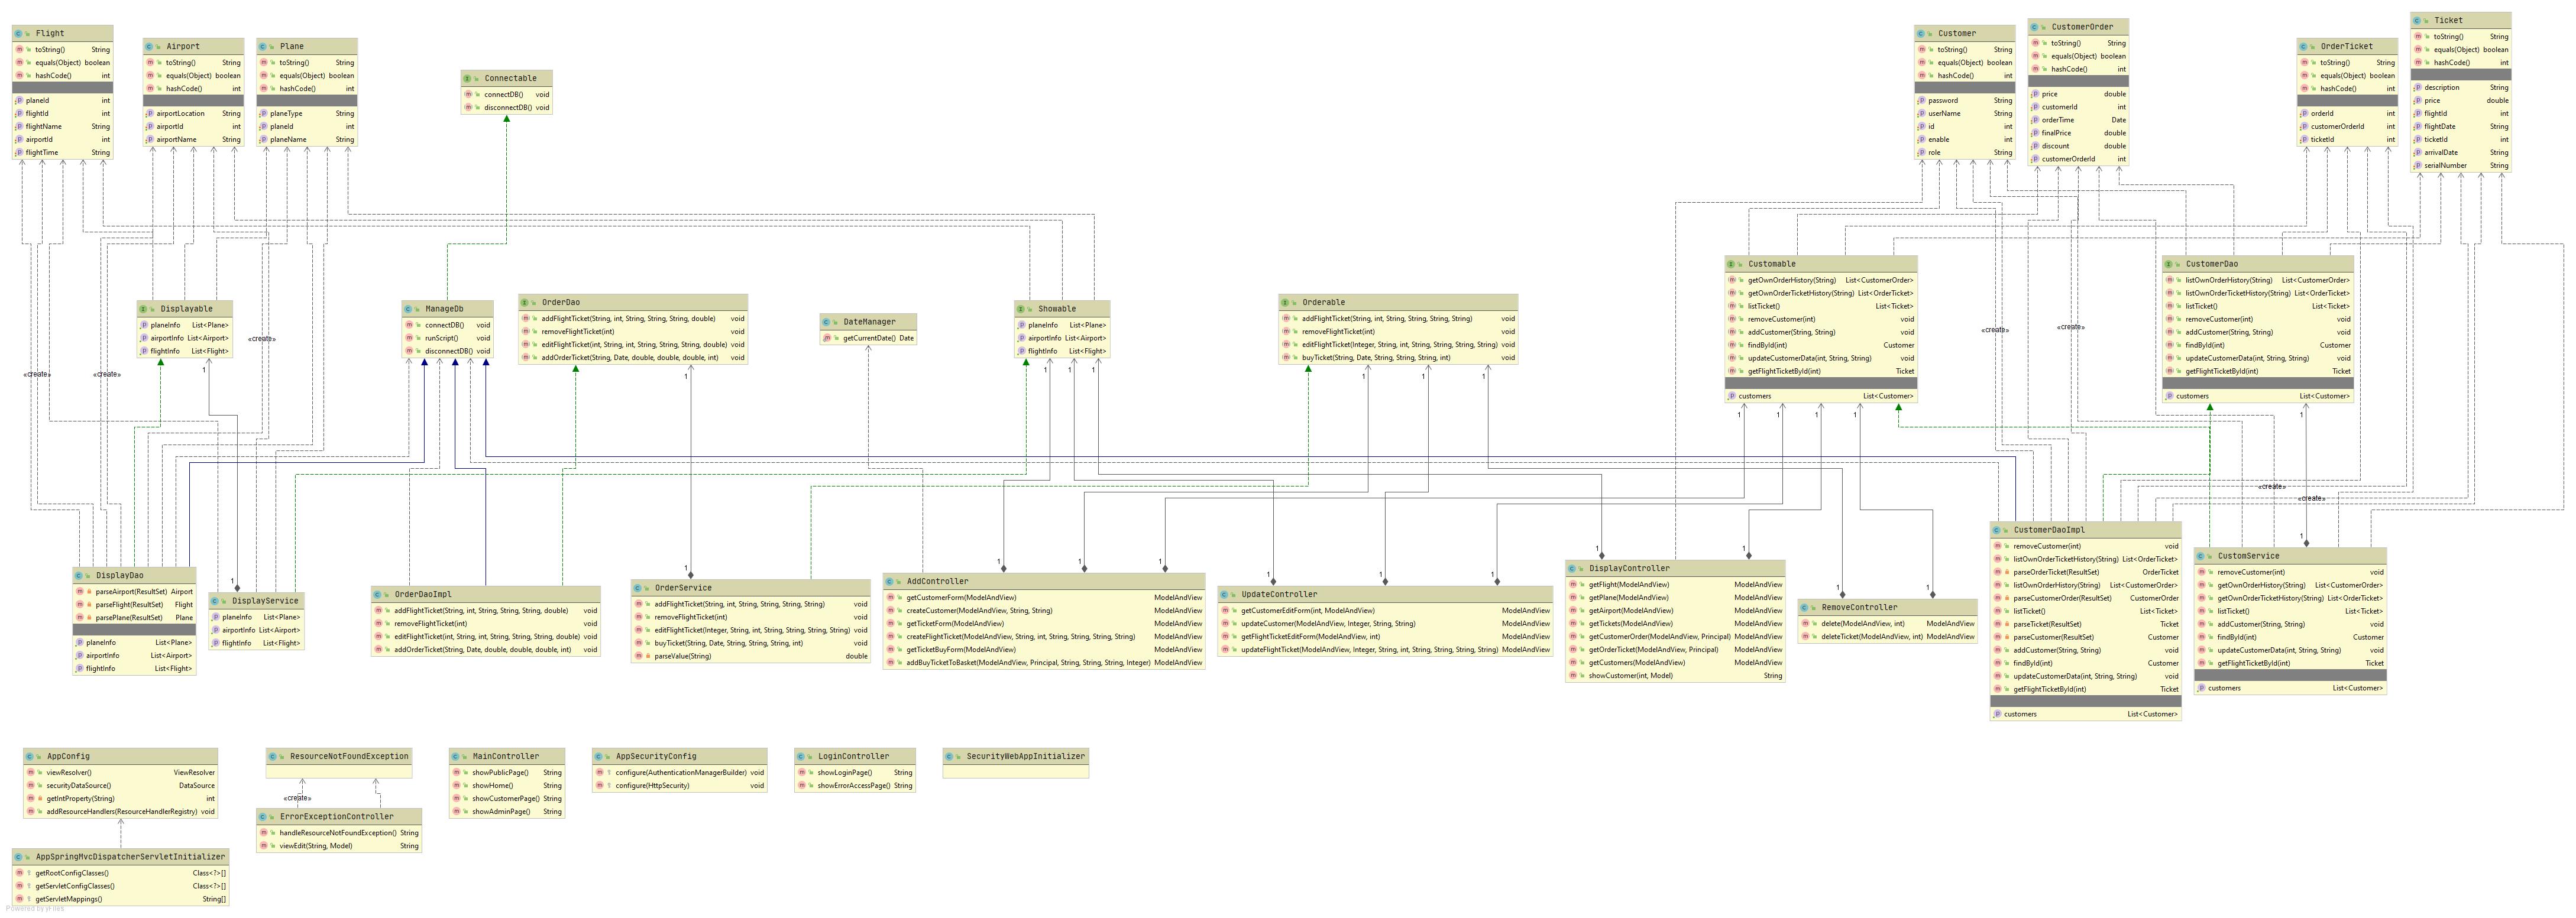 Flight
toString() String
equals(Object) boolean
hashCode() int
planeId int
flightId int
flightName String
airportId int
flightTime String
Airport
toString() String
equals(Object) boolean
hashCode() int
airportLocation String
airportId int
airportName String
Plane
toString() String
equals(Object) boolean
hashCode() int
planeType String
planeId int
planeName String
Connectable
connectDB() void
disconnectDB() void
Customer
toString() String
equals(Object) boolean
hashCode() int
password String
userName String
id int
enable int
role String
CustomerOrder
toString() String
equals(Object) boolean
hashCode() int
price double
customerId int
orderTime Date
finalPrice double
discount double
customerOrderId int
OrderTicket
toString() String
equals(Object) boolean
hashCode() int
orderId int
customerOrderId int
ticketId int
Ticket
toString() String
equals(Object) boolean
hashCode() int
description String
price double
flightId int
flightDate String
ticketId int
arrivalDate String
serialNumber String
Displayable
planeInfo List<Plane>
airportInfo List<Airport>
flightInfo List<Flight>
«create»
«create»
«create»
ManageDb
connectDB() void
runScript() void
disconnectDB() void
OrderDao
addFlightTicket(String, int, String, String, String, double) void
removeFlightTicket(int) void
editFlightTicket(int, String, int, String, String, String, double) void
addOrderTicket(String, Date, double, double, double, int) void
DateManager
getCurrentDate() Date
Showable
planeInfo List<Plane>
airportInfo List<Airport>
flightInfo List<Flight>
Orderable
addFlightTicket(String, int, String, String, String, String) void
removeFlightTicket(int) void
editFlightTicket(Integer, String, int, String, String, String, String) void
buyTicket(String, Date, String, String, String, int) void
Customable
getOwnOrderHistory(String) List<CustomerOrder>
getOwnOrderTicketHistory(String) List<OrderTicket>
listTicket() List<Ticket>
removeCustomer(int) void
addCustomer(String, String) void
findById(int) Customer
updateCustomerData(int, String, String) void
getFlightTicketById(int) Ticket
customers List<Customer>
«create»
«create»
CustomerDao
listOwnOrderHistory(String) List<CustomerOrder>
listOwnOrderTicketHistory(String) List<OrderTicket>
listTicket() List<Ticket>
removeCustomer(int) void
addCustomer(String, String) void
findById(int) Customer
updateCustomerData(int, String, String) void
getFlightTicketById(int) Ticket
customers List<Customer>
1
1
1
1
1
1
1
1
1
1
1
1
1
«create»
«create»
1
1
1
1
1
1
1
1
1
1
1
1
1
DisplayDao
parseAirport(ResultSet) Airport
parseFlight(ResultSet) Flight
parsePlane(ResultSet) Plane
planeInfo List<Plane>
airportInfo List<Airport>
flightInfo List<Flight>
DisplayService
planeInfo List<Plane>
airportInfo List<Airport>
flightInfo List<Flight>
OrderDaoImpl
addFlightTicket(String, int, String, String, String, double) void
removeFlightTicket(int) void
editFlightTicket(int, String, int, String, String, String, double) void
addOrderTicket(String, Date, double, double, double, int) void
OrderService
addFlightTicket(String, int, String, String, String, String) void
removeFlightTicket(int) void
editFlightTicket(Integer, String, int, String, String, String, String) void
buyTicket(String, Date, String, String, String, int) void
parseValue(String) double
AddController
getCustomerForm(ModelAndView) ModelAndView
createCustomer(ModelAndView, String, String) ModelAndView
getTicketForm(ModelAndView) ModelAndView
createFlightTicket(ModelAndView, String, int, String, String, String, String) ModelAndView
getTicketBuyForm(ModelAndView) ModelAndView
addBuyTicketToBasket(ModelAndView, Principal, String, String, String, Integer) ModelAndView
UpdateController
getCustomerEditForm(int, ModelAndView) ModelAndView
updateCustomer(ModelAndView, Integer, String, String) ModelAndView
getFlightTicketEditForm(ModelAndView, int) ModelAndView
updateFlightTicket(ModelAndView, Integer, String, int, String, String, String, String) ModelAndView
DisplayController
getFlight(ModelAndView) ModelAndView
getPlane(ModelAndView) ModelAndView
getAirport(ModelAndView) ModelAndView
getTickets(ModelAndView) ModelAndView
getCustomerOrder(ModelAndView, Principal) ModelAndView
getOrderTicket(ModelAndView, Principal) ModelAndView
getCustomers(ModelAndView) ModelAndView
showCustomer(int, Model) String
RemoveController
delete(ModelAndView, int) ModelAndView
deleteTicket(ModelAndView, int) ModelAndView
CustomerDaoImpl
removeCustomer(int) void
listOwnOrderTicketHistory(String) List<OrderTicket>
parseOrderTicket(ResultSet) OrderTicket
listOwnOrderHistory(String) List<CustomerOrder>
parseCustomerOrder(ResultSet) CustomerOrder
listTicket() List<Ticket>
parseTicket(ResultSet) Ticket
parseCustomer(ResultSet) Customer
addCustomer(String, String) void
findById(int) Customer
updateCustomerData(int, String, String) void
getFlightTicketById(int) Ticket
customers List<Customer>
CustomService
removeCustomer(int) void
getOwnOrderHistory(String) List<CustomerOrder>
getOwnOrderTicketHistory(String) List<OrderTicket>
listTicket() List<Ticket>
addCustomer(String, String) void
findById(int) Customer
updateCustomerData(int, String, String) void
getFlightTicketById(int) Ticket
customers List<Customer>
AppConfig
viewResolver() ViewResolver
securityDataSource() DataSource
getIntProperty(String) int
addResourceHandlers(ResourceHandlerRegistry) void
ResourceNotFoundException
«create»
ErrorExceptionController
handleResourceNotFoundException() String
viewEdit(String, Model) String
MainController
showPublicPage() String
showHome() String
showCustomerPage() String
showAdminPage() String
AppSecurityConfig
configure(AuthenticationManagerBuilder) void
configure(HttpSecurity) void
LoginController
showLoginPage() String
showErrorAccessPage() String
SecurityWebAppInitializer
AppSpringMvcDispatcherServletInitializer
getRootConfigClasses() Class<?>[]
getServletConfigClasses() Class<?>[]
getServletMappings() String[]
Powered by yFiles